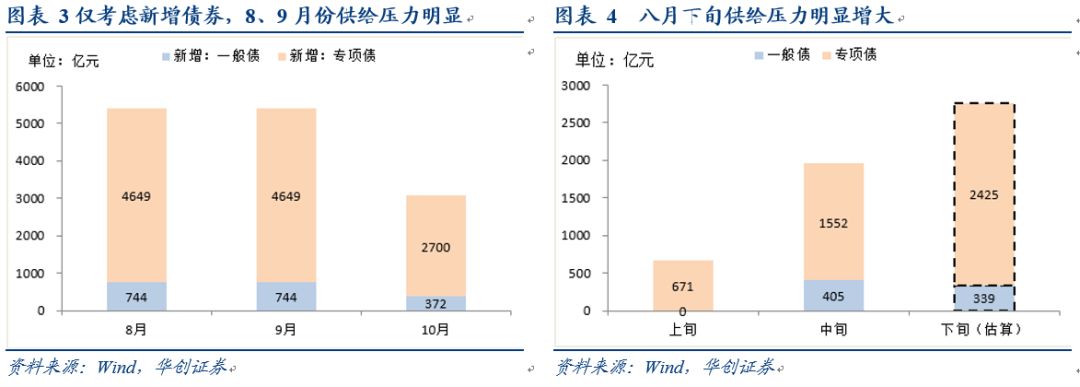 图表 3 仅考虑新增债券，8、9 月份供给压力明显
单位：亿元
新增：一般债 新增：专项债
6000
5000
4000
3000
2000
1000
0
4649 4649 2700
744 744 372
8月 9月 10月
资料来源：Wind，华创证券
图表 4 八月下旬供给压力明显增大
单位：亿元
一般债 专项债
3000
2500
2000
1500
1000
500
0
671 1552 2425
0 405 339
上旬 中旬 下旬（估算）
资料来源：Wind，华创证券